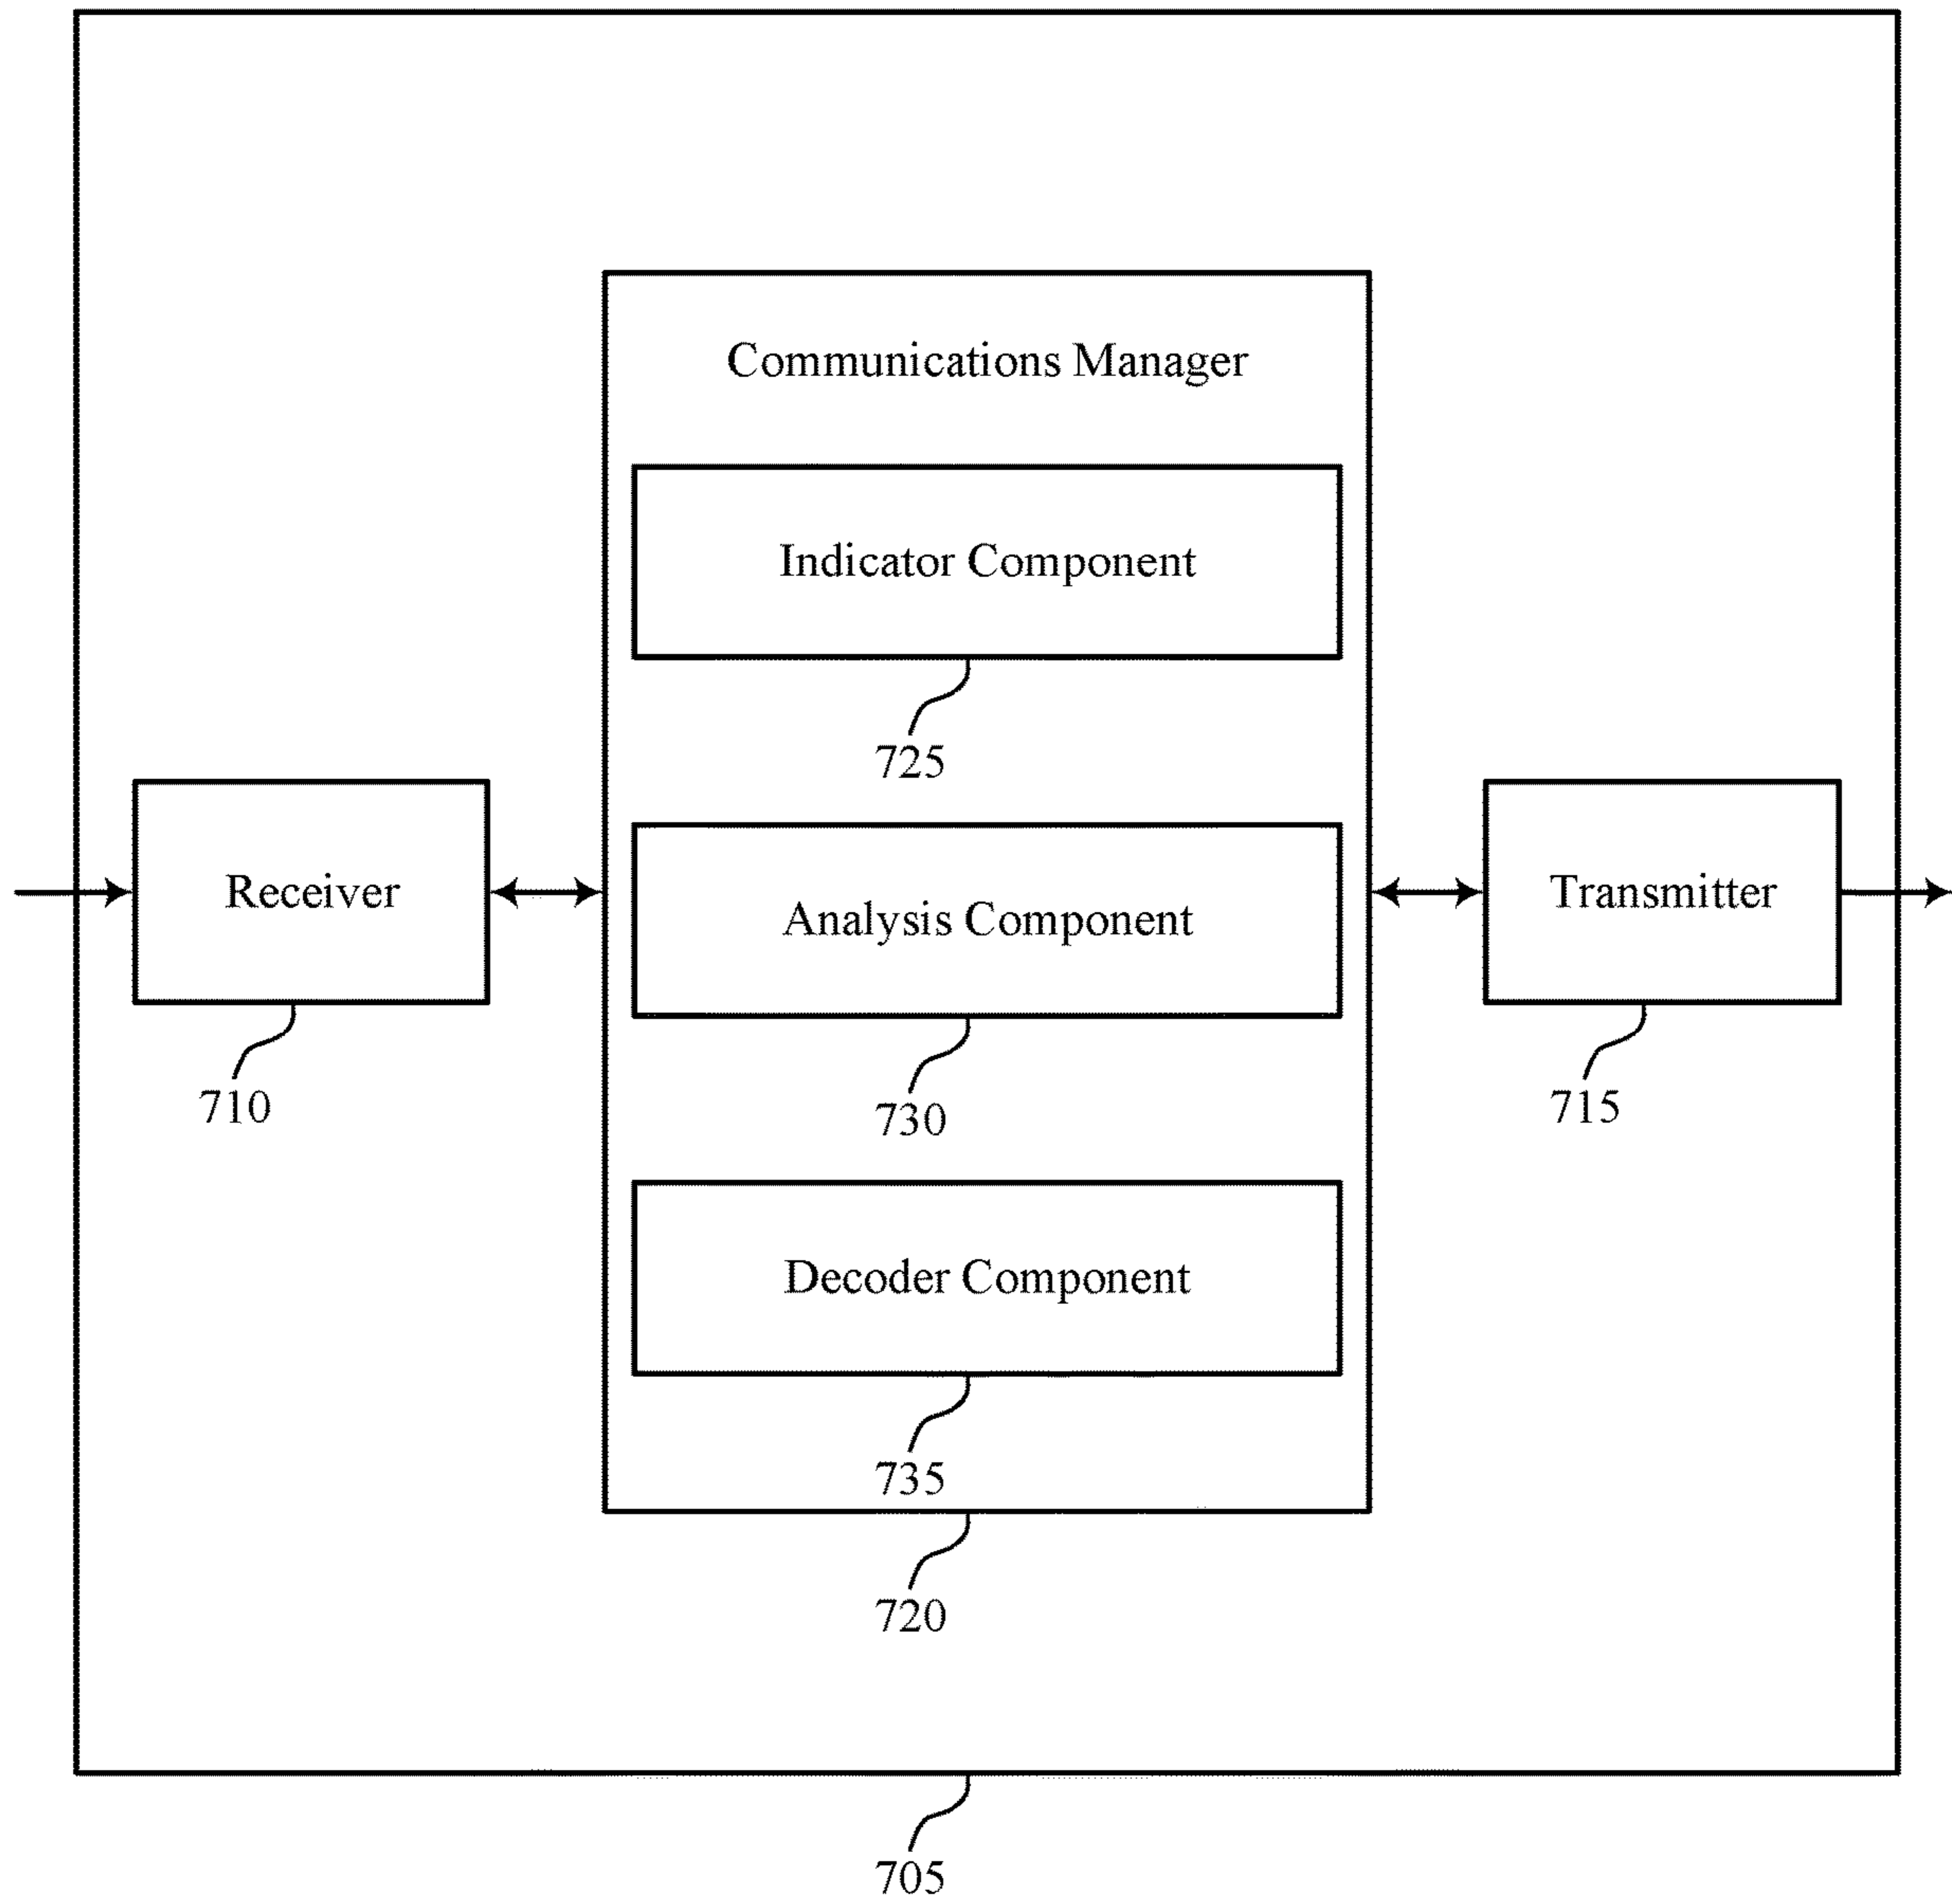 Communications Manager
Indicator Component
725
Receiver
710
Analysis Component
730
Transmitter
715
Decoder Component
735
720
705